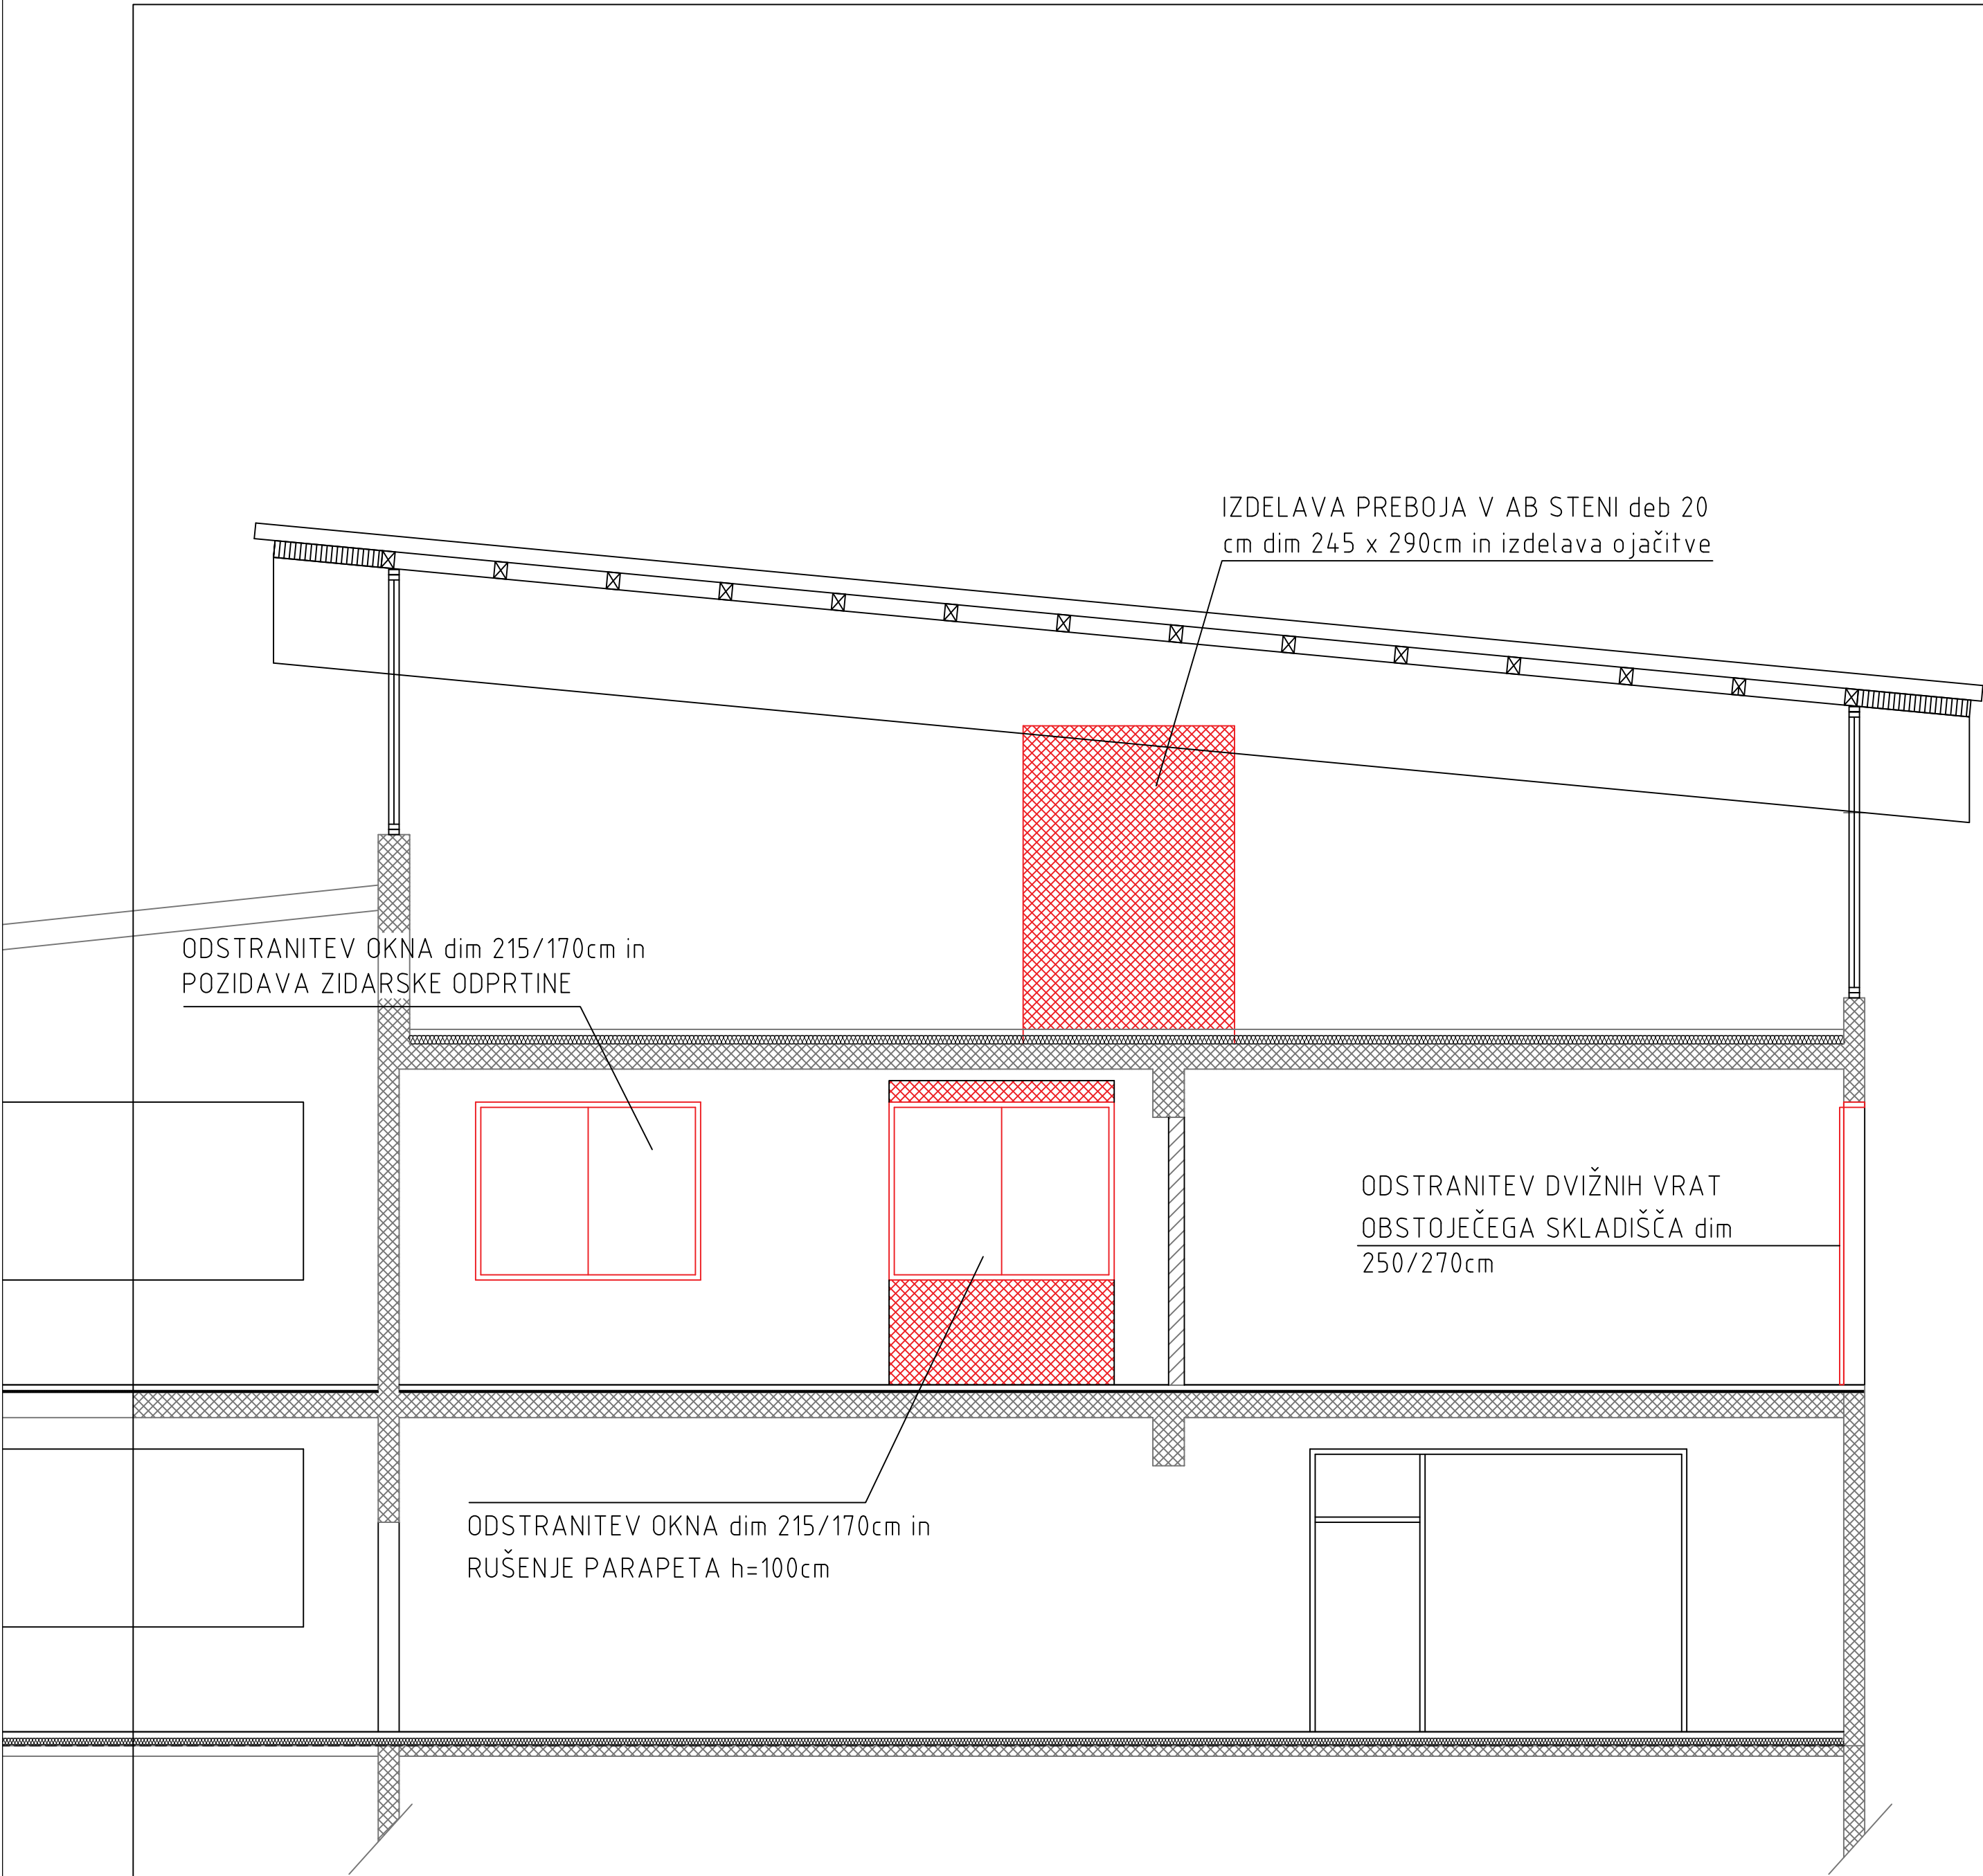 IZDELAVA PREBOJA V AB STENI deb 20
cm dim 245 x 290cm in izdelava ojačitve
ODSTRANITEV OKNA dim 215/170cm in
POZIDAVA ZIDARSKE ODPRTINE
ODSTRANITEV DVIŽNIH VRAT
OBSTOJEČEGA SKLADIŠČA dim
250/270cm
ODSTRANITEV OKNA dim 215/170cm in
RUŠENJE PARAPETA h=100cm